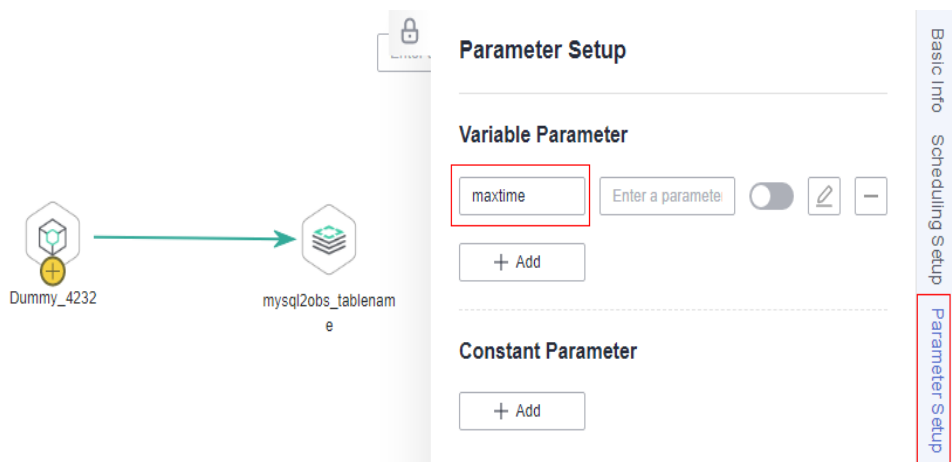 Parameter Setup
Variable Parameter
maxtime
Enter a paramete
+ Add
Constant Parameter
+ Add
Dummy_4232
mysql2obs_tablenam
e
Basic Info
Scheduling Setup
Parameter Setup